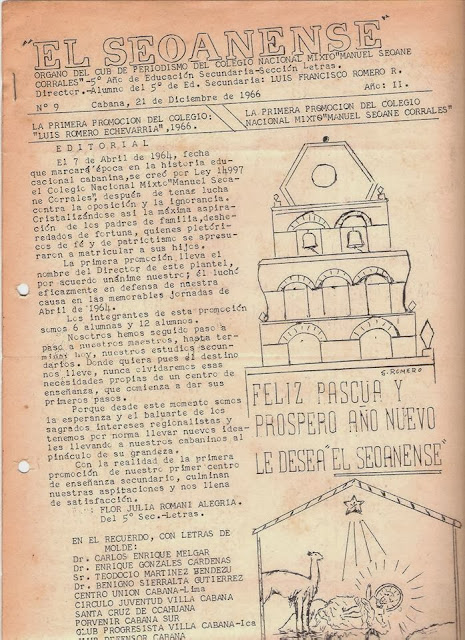 "EL SEOANENSE"
ORGANO DEL CUB DE PERIODISMO DEL COLEGIO NACIONAL MIXTO"MANUEL SEOANE
CORRALES"-5° Año de Educación Secundaria-Sección Letras.
Director.-Alumno del 5° de Ed. Secundaria: LUIS FRANCISCO ROMERO R.
N° 9 Cabana, 21 de Diciembre de 1966 Año: II.
LA PRIMERA PROMOCION DEL COLEGIO:
"LUIS ROMERO ECHEVARRIA",1966.
LA PRIMERA PROMOCION DEL COLEGIO
NACIONAL MIXTO"MANUEL SEOANE CORRALES"
EDITORIAL
El 7 de Abril de 1964, fecha
que marcará época en la historia edu-
cacional cabanina,se creó por Ley 14997
el Colegio Nacional Mixto"Manuel Seoa-
ne Corrales", después de tenaz lucha
contra la oposición y la ignorancia.
Cristalizándose asi la máxima aspira-
ción de los padres de familia,deshe-
redados de fortuna, quienes pletóri-
cos de fé y de patriotismo se apresu-
raron a matricular a sus hijos.
La primera promoción lleva el
nombre del Director de este plantel,
por acuerdo unánime nuestro; él luchó
eficazmente en defensa de nuestra
causa en las memorables jornadas de
Abril de 1964.
Los integrantes de esta promoción
somos 6 alumnas y 12 alumnos.
Nosotros hemos seguido paso a
paso a nuestros maestros, hasta ter-
minar hoy, nuestros estudios secun-
darios. Donde quiera pues el destino
nos lleve, nunca olvidaremos esas
necesidades propias de un centro de
enseñanza, que comienza a dar sus
primeros pasos.
Porque desde este momento somos
la esperanza y el baluarte de los
sagrados intereses regionalistas y
tenemos por norma llevar nuevos idea-
les llevando a nuestros cabaninos al
pináculo de su grandeza.
Con la realidad de la primera
promoción de nuestro primer centro
de enseñanza secundario, culminan
nuestras aspitaciones y nos llena
de satisfacción.
FLOR JULIA ROMANI ALEGRIA.
Del 5° Sec.-Letras.
EN EL RECUERDO, CON LETRAS DE
MOLDE:
Dr. CARLOS ENRIQUE MELGAR
Dr. ENRIQUE GONZALES CARDENAS
Sr. TEODOCIO MARTINEZ BENDEZU
Dr. BENIGNO SIERRALTA GUTIERREZ
CENTRO UNION CABANA-Lima
CIRCULO JUVENTUD VILLA CABANA
SANTA CRUZ DE CCAHUANA
PORVENIR CABANA SUR
CLUB PROGRESISTA VILLA CABANA-Ica
CLUB DEFENSOR CABANA
G. ROMERO
FELIZ PASCUA Y
PROSPERO AÑO NUEVO
LE DESEA "EL SEOANENSE"